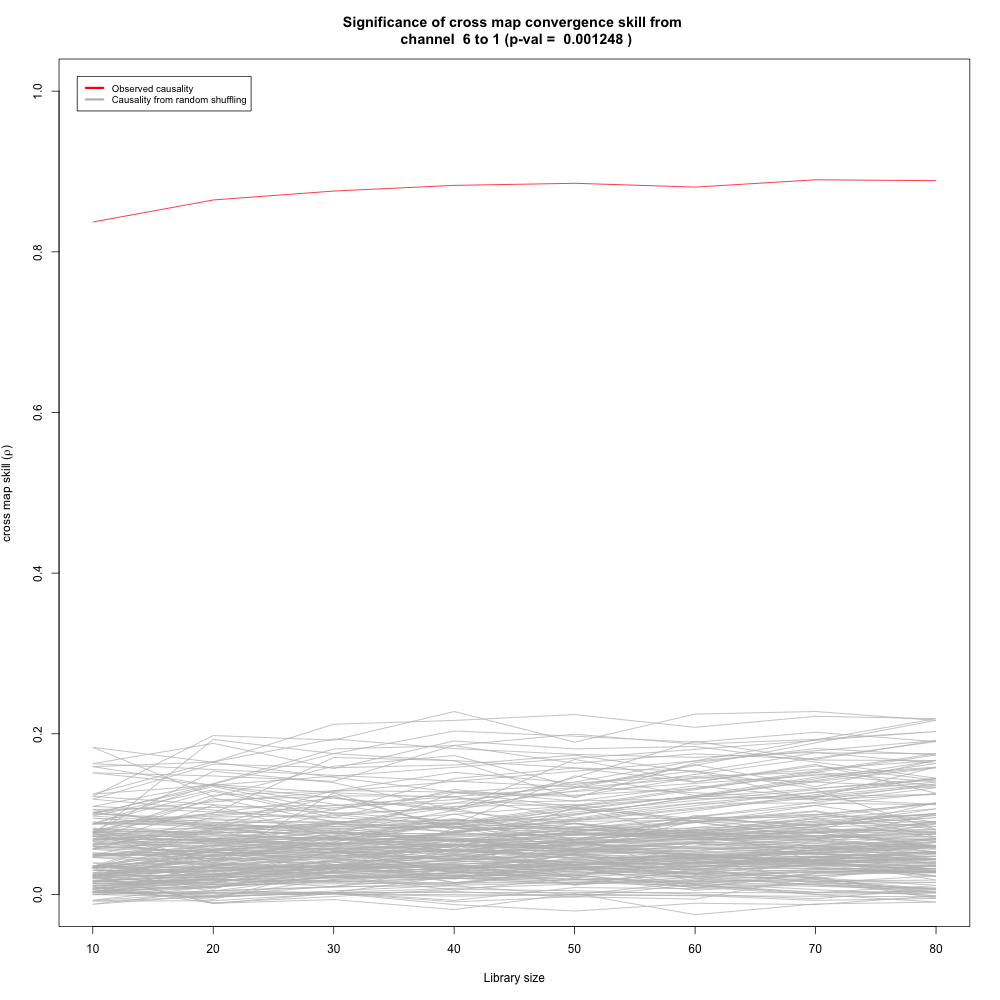 Significance of cross map convergence skill from
channel  6 to 1 (p-val =  0.001248 )
Observed causality
Causality from random shuffling
1.0
0.8
0.6
0.4
0.2
0.0
cross map skill (ρ)
10 20 30 40 50 60 70 80
Library size